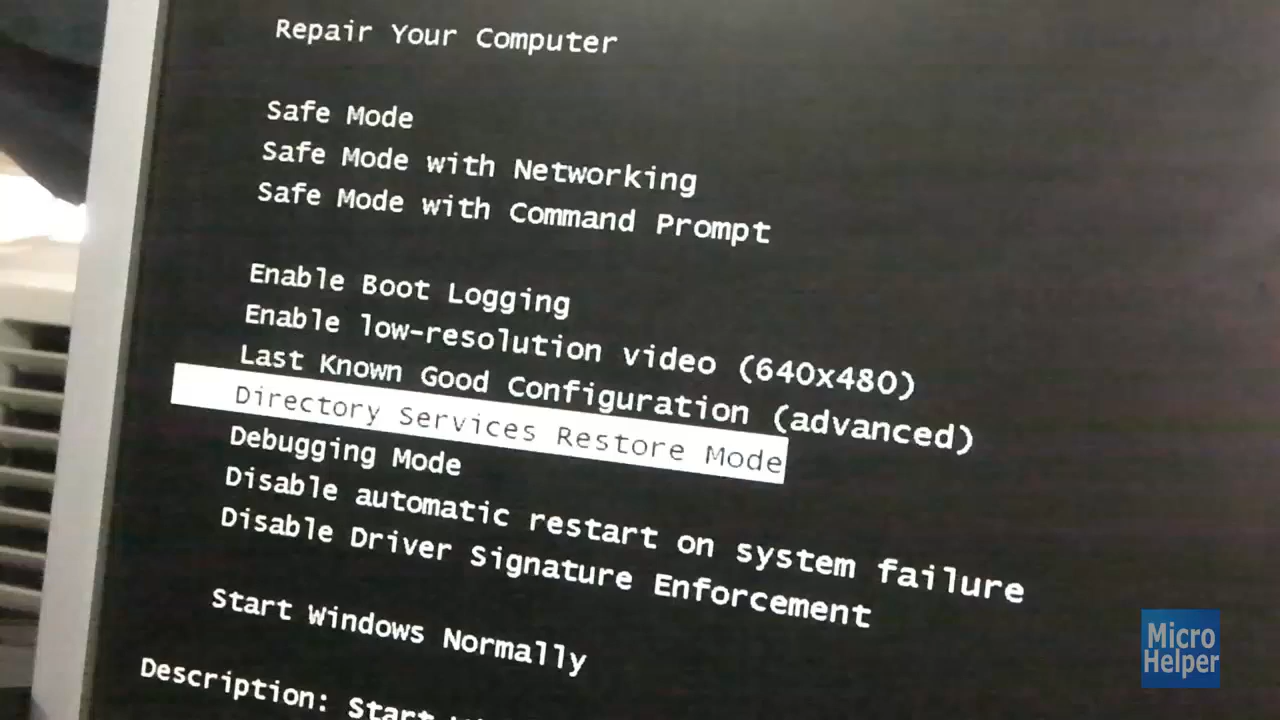 Repair Your Computer
Safe Mode
Safe Mode with Networking
Safe Mode with Command Prompt
Enable Boot Logging
Enable low-resolution video (640x480)
Last Known Good Configuration (advanced)
Directory Services Restore Mode
Debugging Mode
Disable automatic restart on system failure
Disable Driver Signature Enforcement
Start Windows Normally
Description: Start
Micro
Helper